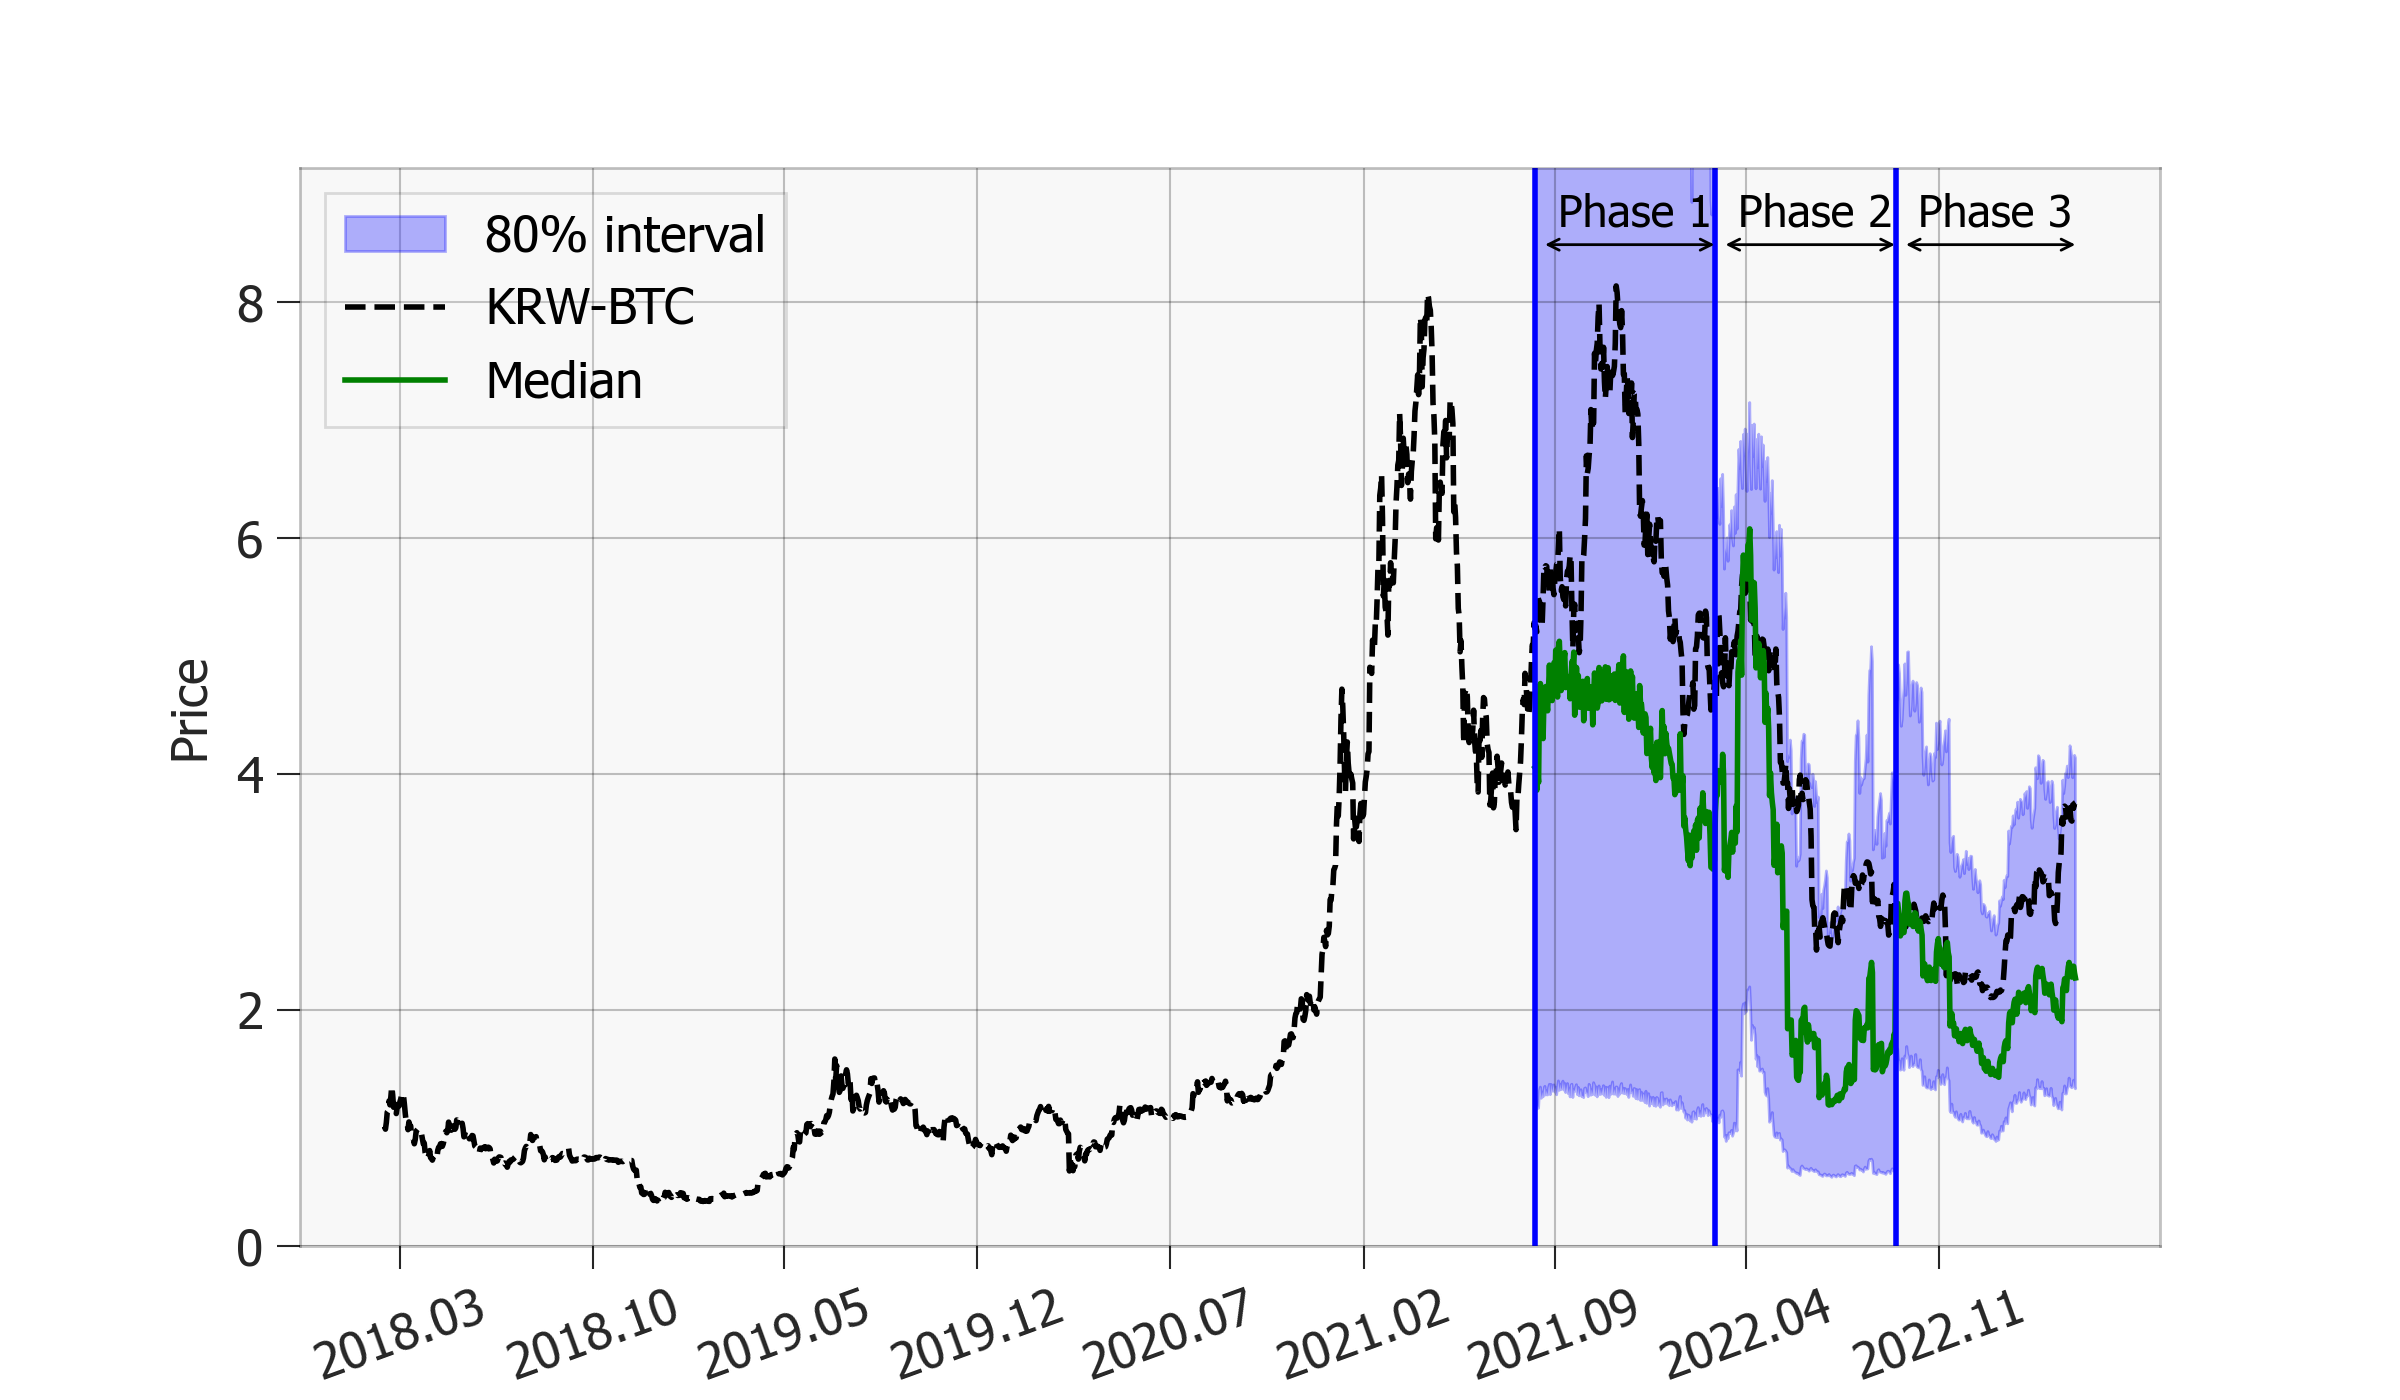 80% interval
KRW-BTC
Median
Phase 1
Phase 2
Phase 3
Price
8
6
4
2
0
2018.03
2018.10
2019.05
2019.12
2020.07
2021.02
2021.09
2022.04
2022.11